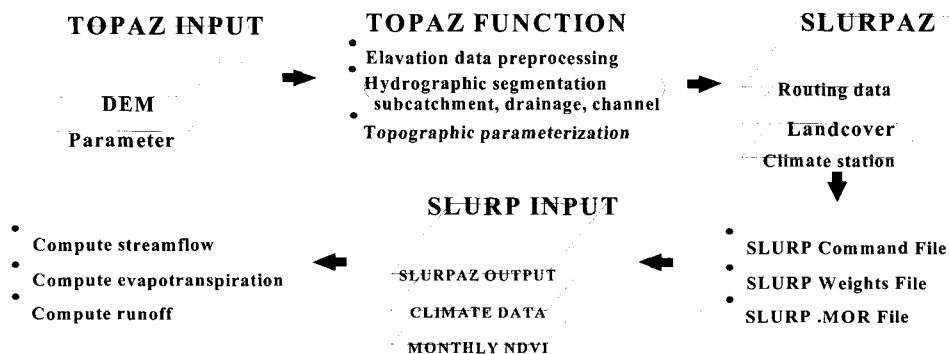 TOPAZ INPUT
DEM
Parameter
TOPAZ FUNCTION
• Elavation data preprocessing
• Hydrographic segmentation
subcatchment, drainage, channel
• Topographic parameterization
SLURPAZ
Routing data
Landcover
Climate station
• SLURP Command File
• SLURP Weights File
• SLURP .MOR File
SLURP INPUT
SLURPAZ OUTPUT
CLIMATE DATA
MONTHLY NDVI
• Compute streamflow
• Compute evapotranspiration
• Compute runoff